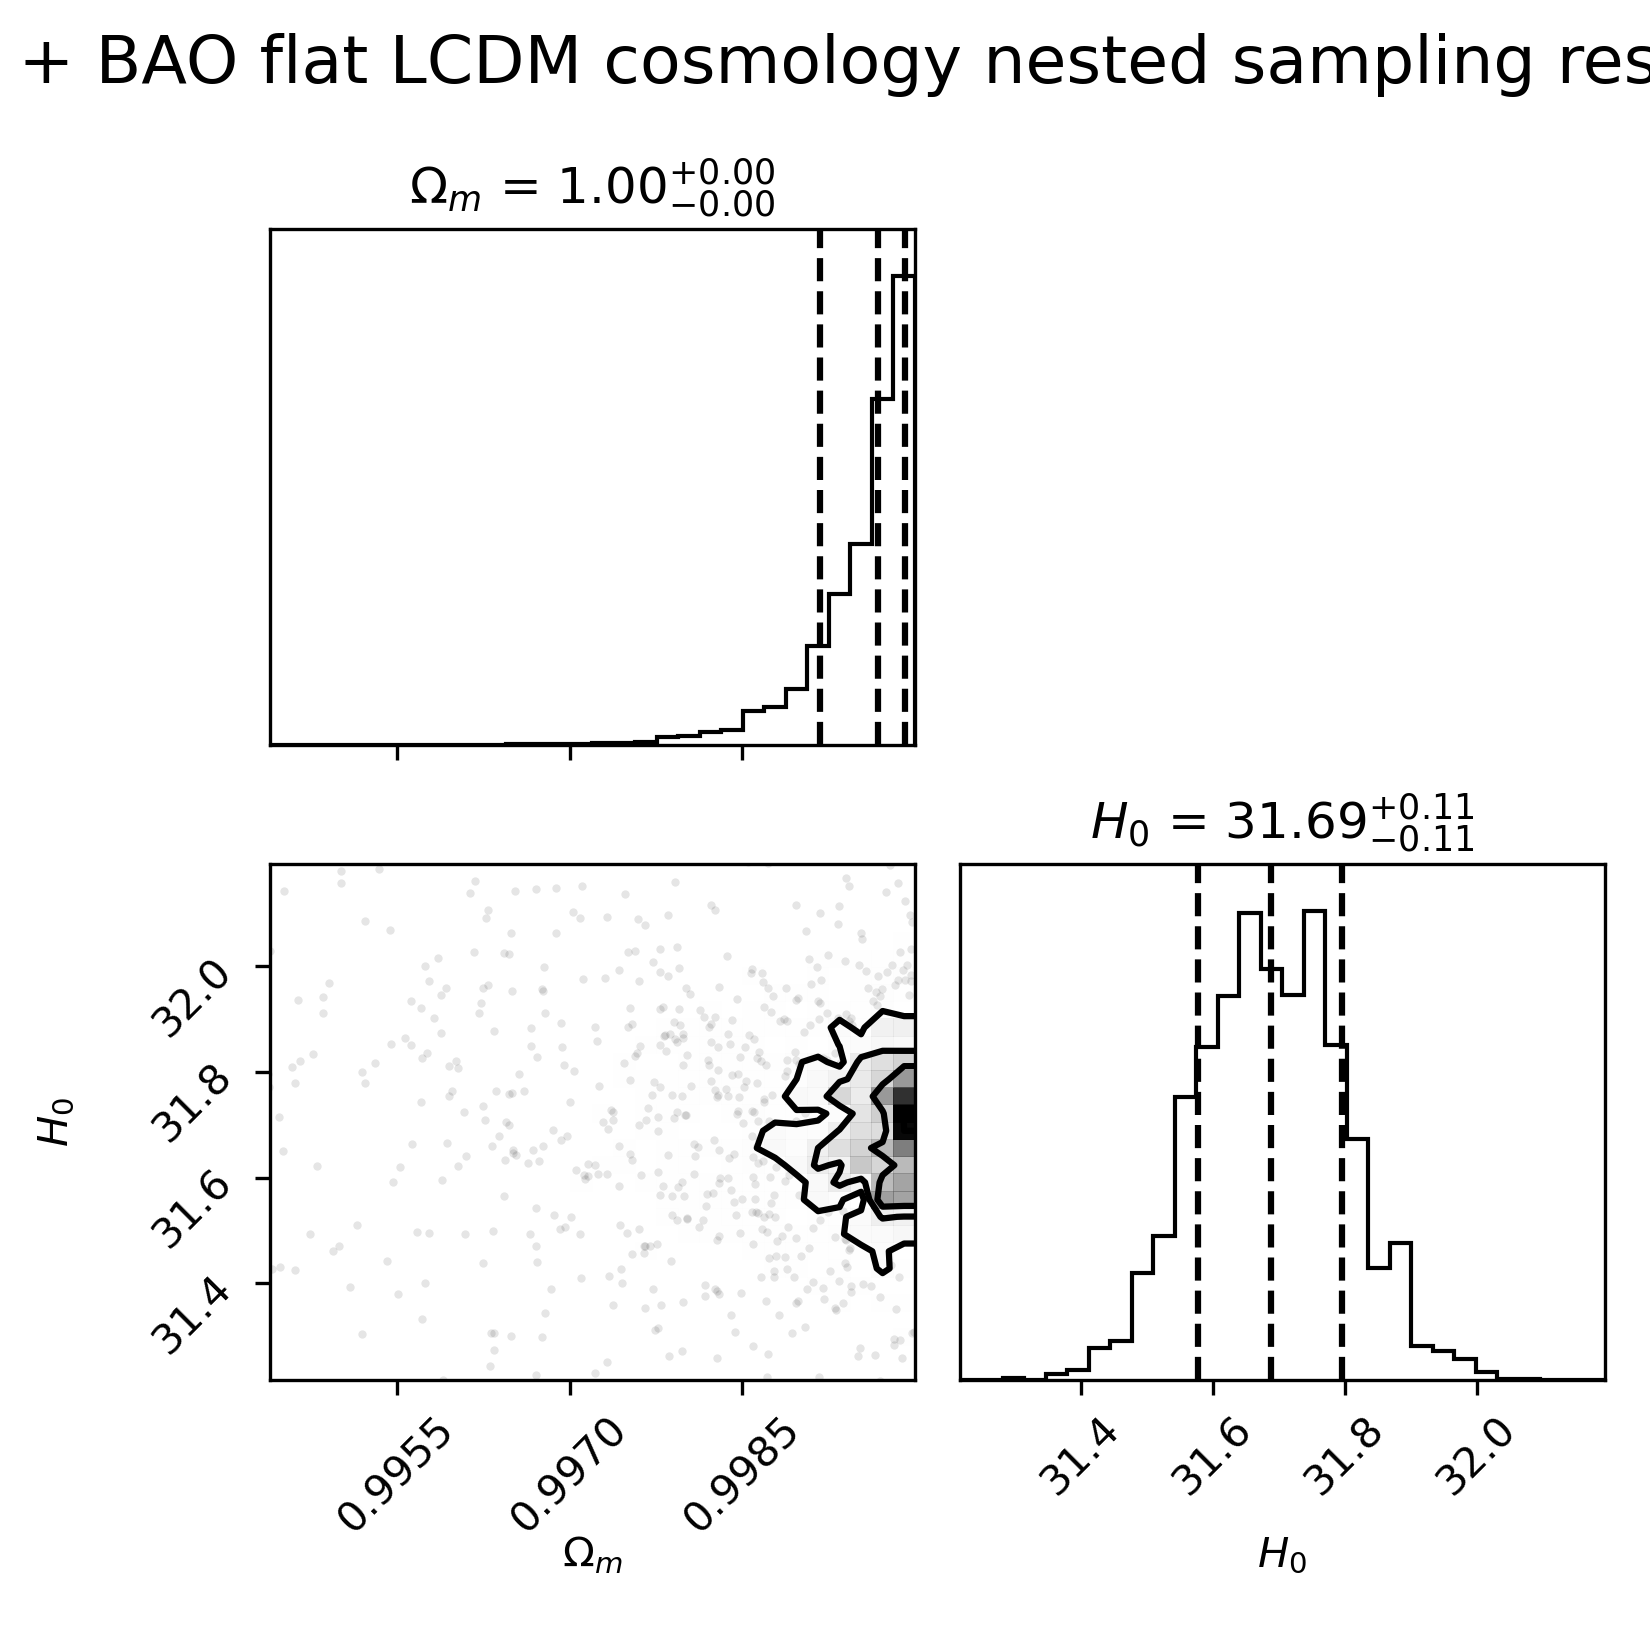 + BAO flat LCDM cosmology nested sampling res
Ωm = 1.00+0.00−0.00
H0 = 31.69+0.11−0.11
32.0
31.8
31.6
31.4
H0
0.9955 0.9970 0.9985
Ωm
31.4 31.6 31.8 32.0
H0